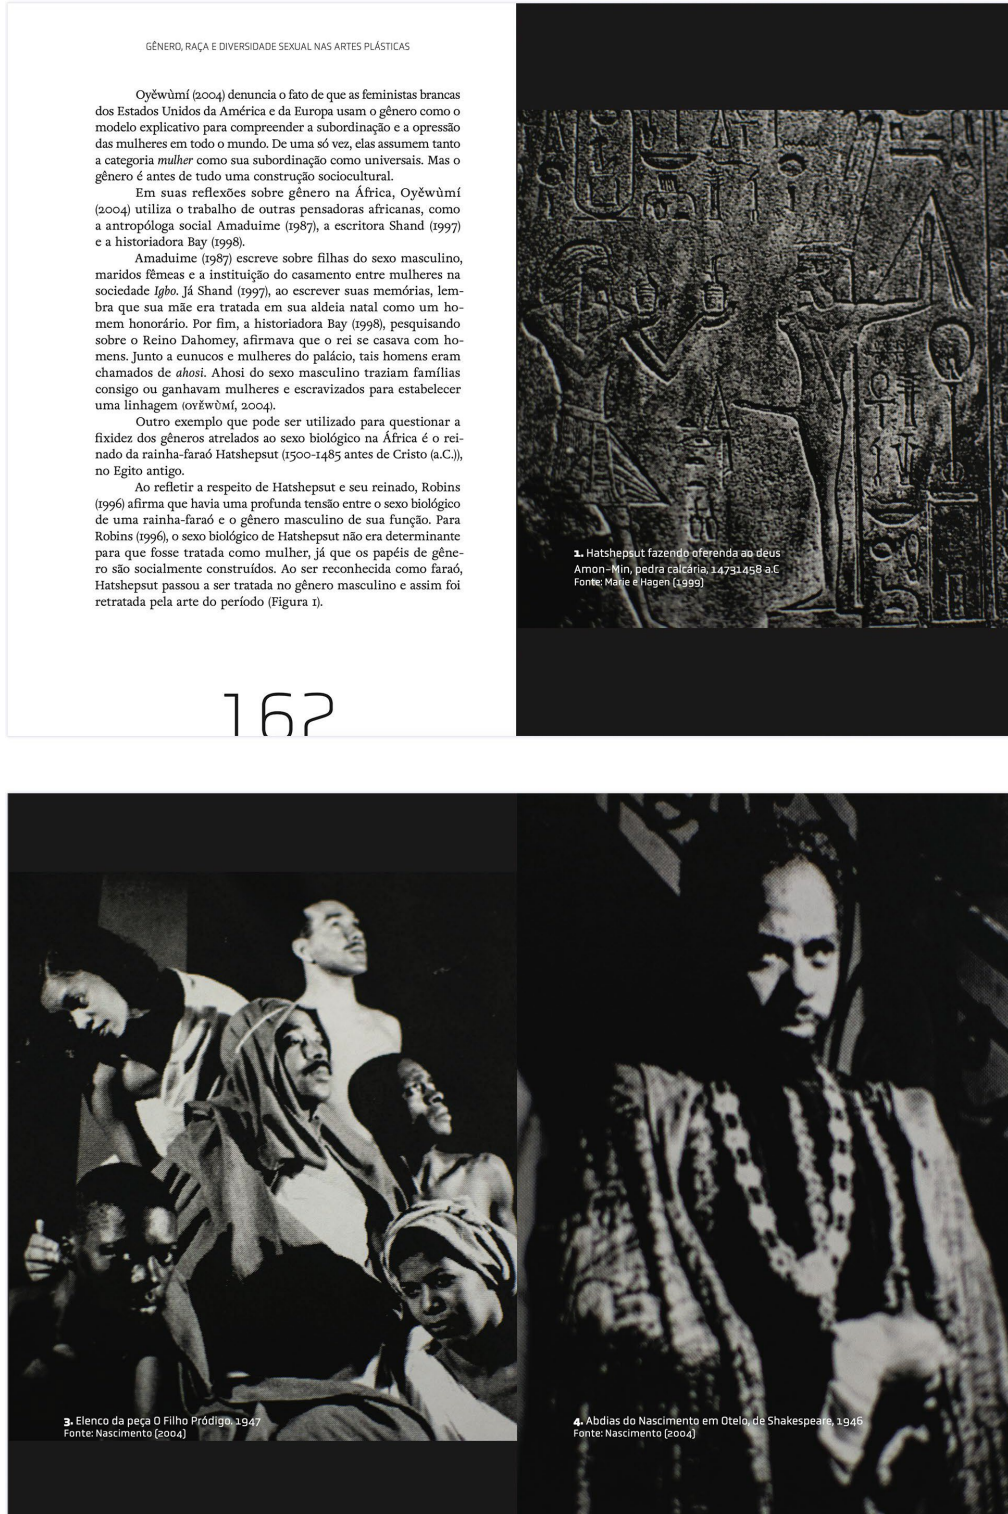 GÊNERO, RAÇA E DIVERSIDADE SEXUAL NAS ARTES PLÁSTICAS
Oyěwùmí (2004) denuncia o fato de que as feministas brancas
dos Estados Unidos da América e da Europa usam o gênero como o
modelo explicativo para compreender a subordinação e a opressão
das mulheres em todo o mundo. De uma só vez, elas assumem tanto
a categoria mulher como sua subordinação como universais. Mas o
gênero é antes de tudo uma construção sociocultural.
Em suas reflexões sobre gênero na África, Oyěwùmí
(2004) utiliza o trabalho de outras pensadoras africanas, como
a antropóloga social Amaduime (1987), a escritora Shand (1997)
e a historiadora Bay (1998).
Amaduime (1987) escreve sobre filhas do sexo masculino,
maridos fêmeas e a instituição do casamento entre mulheres na
sociedade Igbo. Já Shand (1997), ao escrever suas memórias, lem-
bra que sua mãe era tratada em sua aldeia natal como um ho-
mem honorário. Por fim, a historiadora Bay (1998), pesquisando
sobre o Reino Dahomey, afirmava que o rei se casava com ho-
mens. Junto a eunucos e mulheres do palácio, tais homens eram
chamados de ahosi. Ahosi do sexo masculino traziam famílias
consigo ou ganhavam mulheres e escravizados para estabelecer
uma linhagem (OYĚWÙMÍ, 2004).
Outro exemplo que pode ser utilizado para questionar a
fixidez dos gêneros atrelados ao sexo biológico na África é o rei-
nado da rainha-faraó Hatshepsut (1500-1485 antes de Cristo (a.C.)),
no Egito antigo.
Ao refletir a respeito de Hatshepsut e seu reinado, Robins
(1996) afirma que havia uma profunda tensão entre o sexo biológico
de uma rainha-faraó e o gênero masculino de sua função. Para
Robins (1996), o sexo biológico de Hatshepsut não era determinante
para que fosse tratada como mulher, já que os papéis de gêne-
ro são socialmente construídos. Ao ser reconhecida como faraó,
Hatshepsut passou a ser tratada no gênero masculino e assim foi
retratada pela arte do período (Figura 1).
162
1. Hatshepsut fazendo oferenda ao deus
Amon-Min, pedra calcária, 14731458 a.C
Fonte: Marie e Hagen (1999)
3. Elenco da peça O Filho Pródigo. 1947
Fonte: Nascimento (2004)
4. Abdias do Nascimento em Otelo, de Shakespeare, 1946
Fonte: Nascimento (2004)